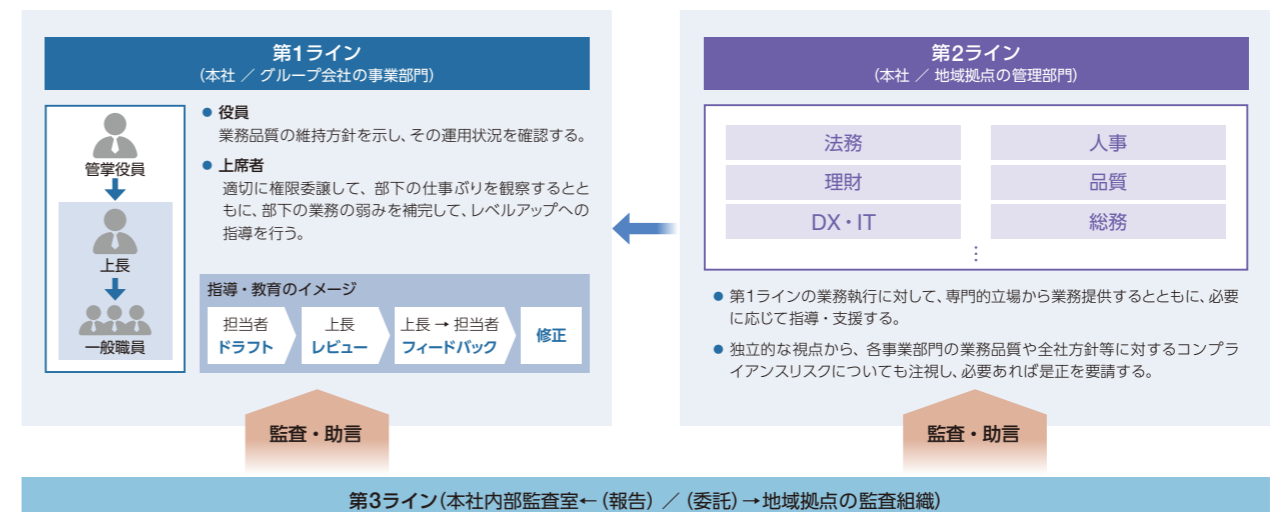 第1ライン
（本社 ／ グループ会社の事業部門）
管掌役員
上長
一般職員
● 役員
業務品質の維持方針を示し、その運用状況を確認する。
● 上席者
適切に権限委譲して、部下の仕事ぶりを観察するとと
もに、部下の業務の弱みを補完して、レベルアップへの
指導を行う。
指導・教育のイメージ
担当者
ドラフト
上長
レビュー
上長 → 担当者
フィードバック
修正
第2ライン
（本社 ／ 地域拠点の管理部門）
法務
人事
理財
品質
DX・IT
総務
⋮
● 第1ラインの業務執行に対して、専門的立場から業務提供するとともに、必要
に応じて指導・支援する。
● 独立的な視点から、各事業部門の業務品質や全社方針等に対するコンプラ
イアンスリスクについても注視し、必要あれば是正を要請する。
監査・助言
監査・助言
第3ライン（本社内部監査室←（報告）／（委託）→地域拠点の監査組織）